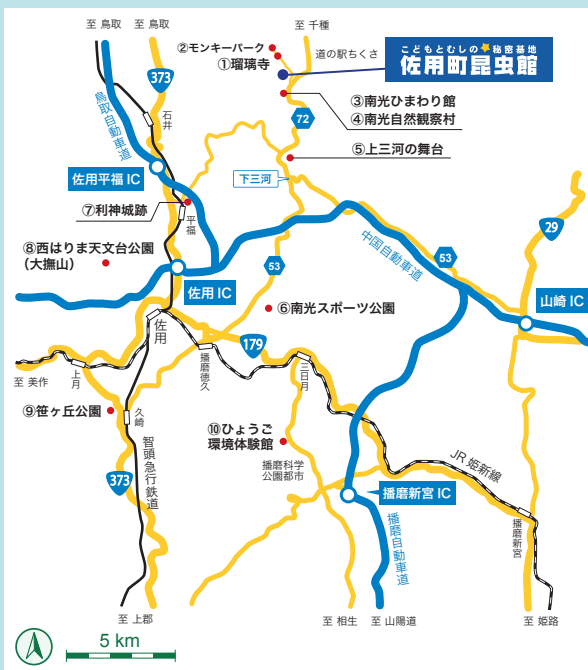 至 鳥取
至 鳥取
至 千種
②モンキーパーク
①瑠璃寺
道の駅ちくさ
こどもとむしの★秘密基地
佐用町昆虫館
373
石井
鳥取自動車道
③南光ひまわり館
④南光自然観察村
72
⑤上三河の舞台
佐用平福 IC
下三河
⑦利神城跡
平福
29
中国自動車道
⑧西はりま天文台公園
（大撫山）
53
53
佐用 IC
山崎 IC
⑥南光スポーツ公園
佐用
179
播磨徳久
三日月
至 美作
上月
⑨笹ヶ丘公園
久崎
⑩ひょうご
環境体験館
智頭急行鉄道
播磨科学
公園都市
JR 姫新線
373
播磨新宮 IC
播磨自動車道
播磨新宮
至 上郡
至 相生
至 山陽道
至 姫路
5 km